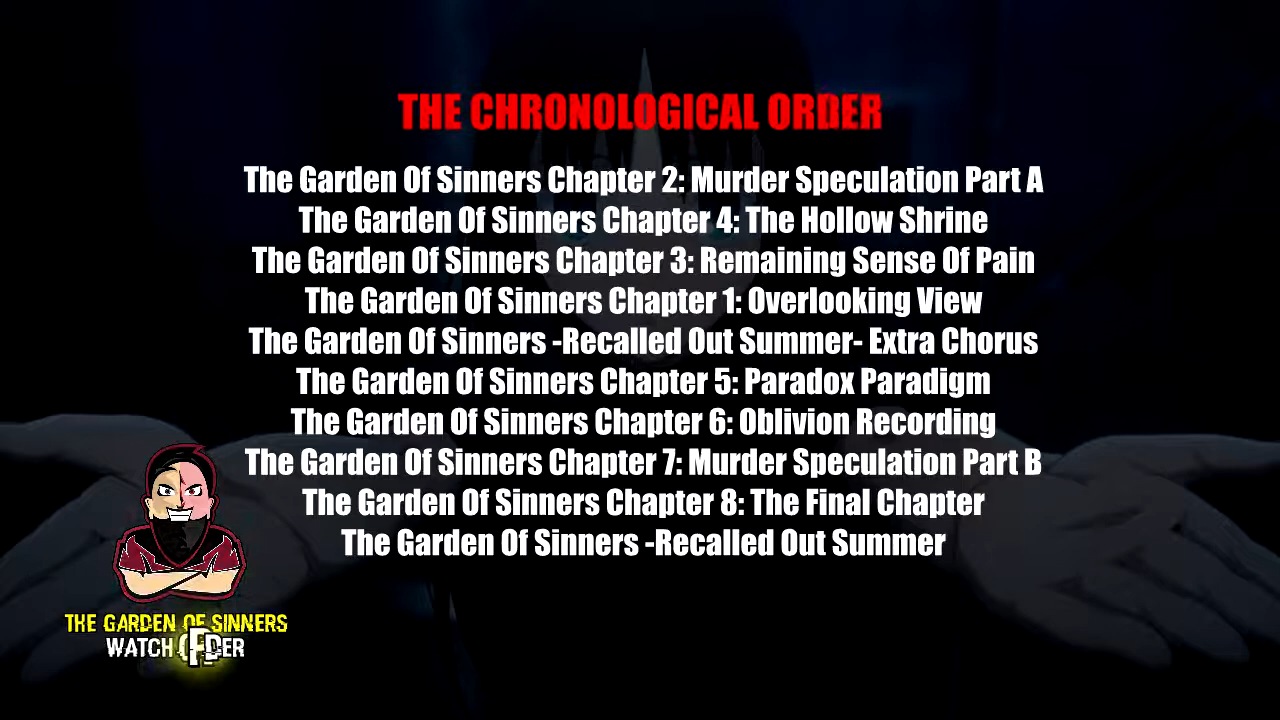 THE CHRONOLOGICAL ORDER
The Garden Of Sinners Chapter 2: Murder Speculation Part A
The Garden Of Sinners Chapter 4: The Hollow Shrine
The Garden Of Sinners Chapter 3: Remaining Sense Of Pain
The Garden Of Sinners Chapter 1: Overlooking View
The Garden Of Sinners -Recalled Out Summer- Extra Chorus
The Garden Of Sinners Chapter 5: Paradox Paradigm
The Garden Of Sinners Chapter 6: Oblivion Recording
The Garden Of Sinners Chapter 7: Murder Speculation Part B
The Garden Of Sinners Chapter 8: The Final Chapter
The Garden Of Sinners -Recalled Out Summer
THE GARDEN OF SINNERS
WATCH